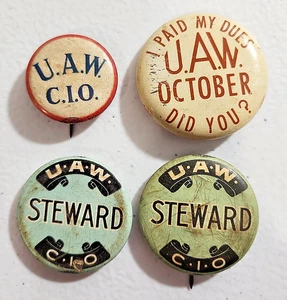 U.A.W.
C.I.O.
I PAID MY DUES
U.A.W.
OCTOBER
DID YOU?
U·A·W·
STEWARD
C·I·O
U·A·W·
STEWARD
C·I·O